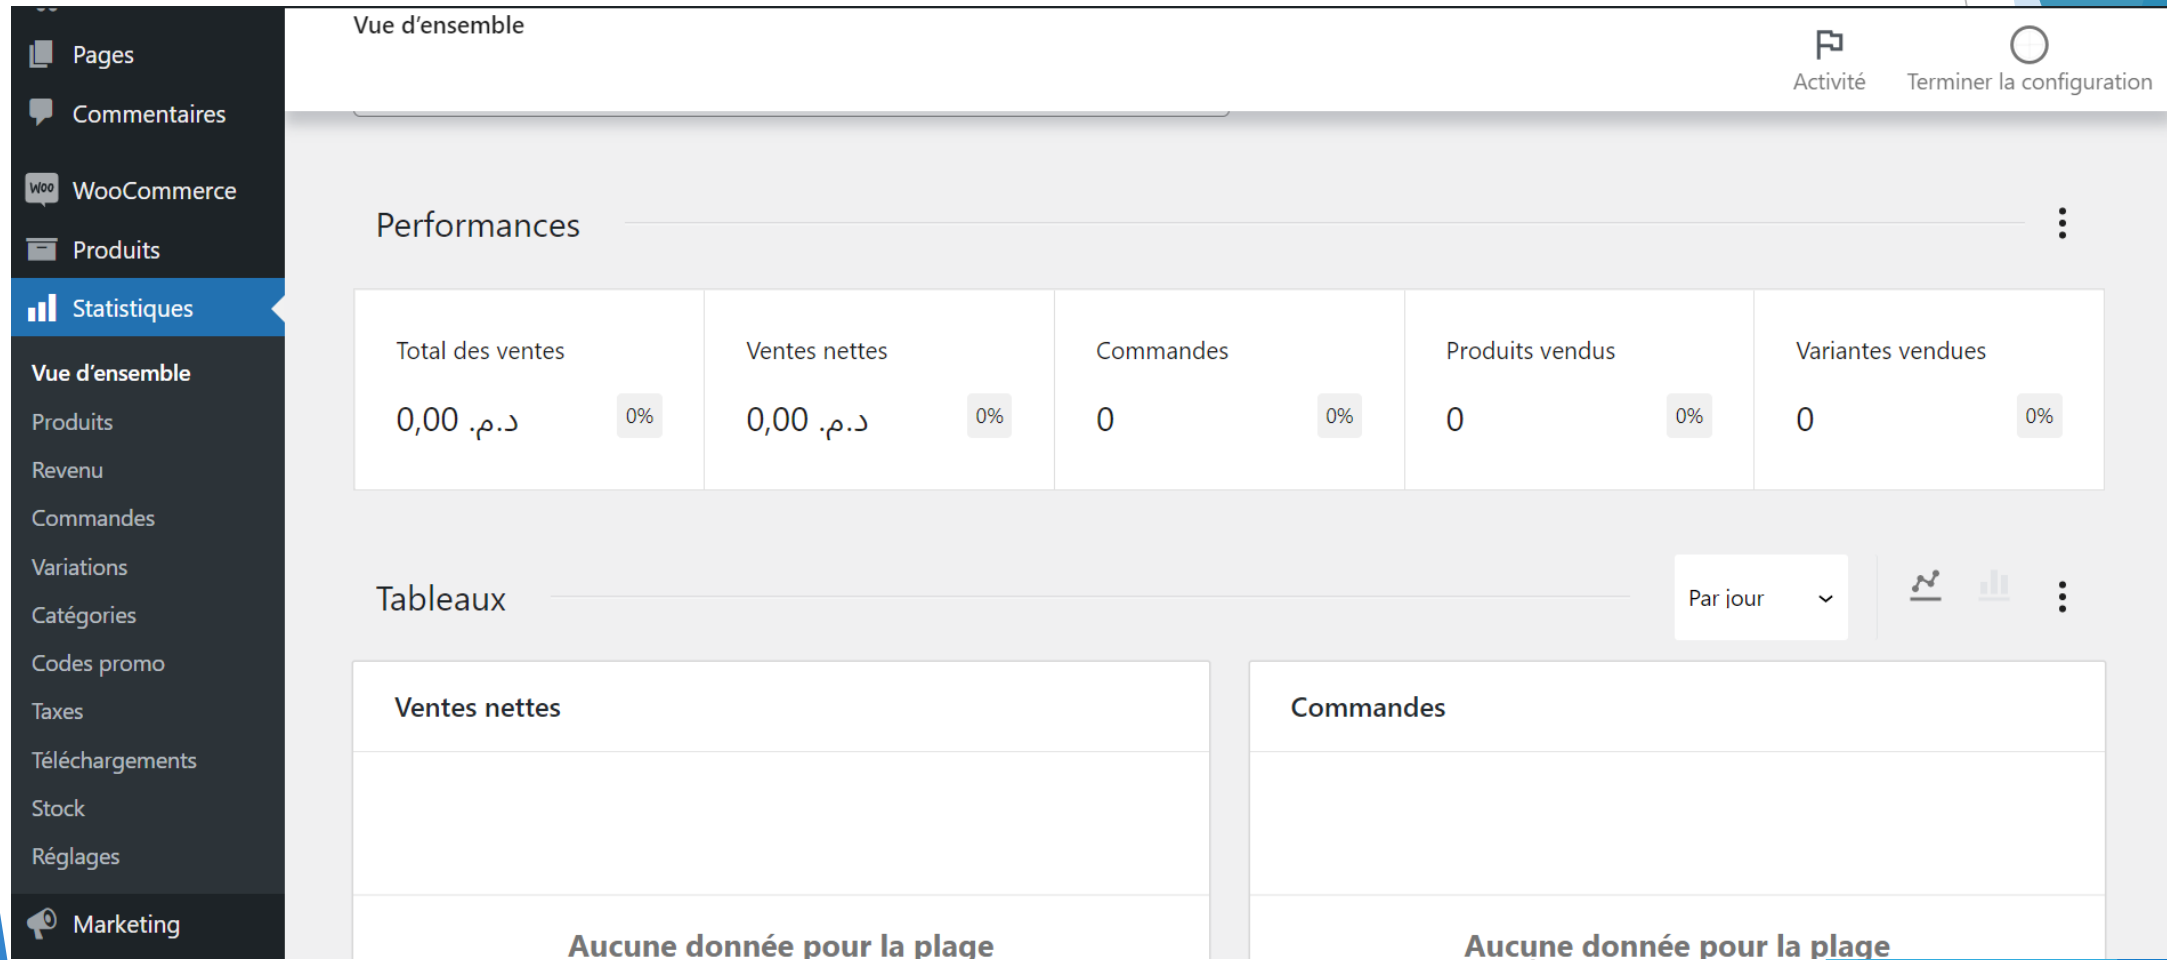 Pages
Commentaires
Woo WooCommerce
Produits
Statistiques
Vue d'ensemble
Produits
Revenu
Commandes
Variations
Catégories
Codes promo
Taxes
Téléchargements
Stock
Réglages
Marketing
Vue d'ensemble
Activité
Terminer la configuration
Performances
Total des ventes
0,00 د.م.
0%
Ventes nettes
0,00 د.م.
0%
Commandes
0
0%
Produits vendus
0
0%
Variantes vendues
0
0%
Tableaux
Par jour
Ventes nettes
Aucune donnée pour la plage
Commandes
Aucune donnée pour la plage